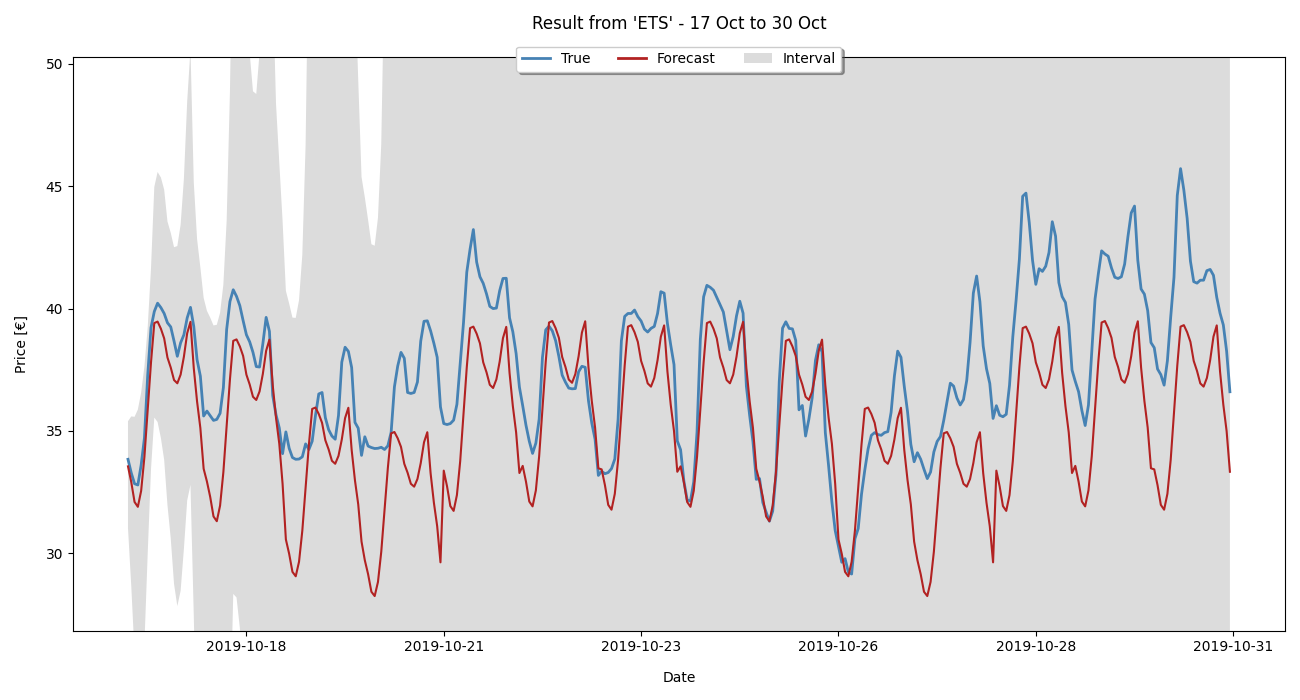 Result from 'ETS' - 17 Oct to 30 Oct
True Forecast Interval
50
45
40
35
30
Price [€]
2019-10-18 2019-10-21 2019-10-23 2019-10-26 2019-10-28 2019-10-31
Date